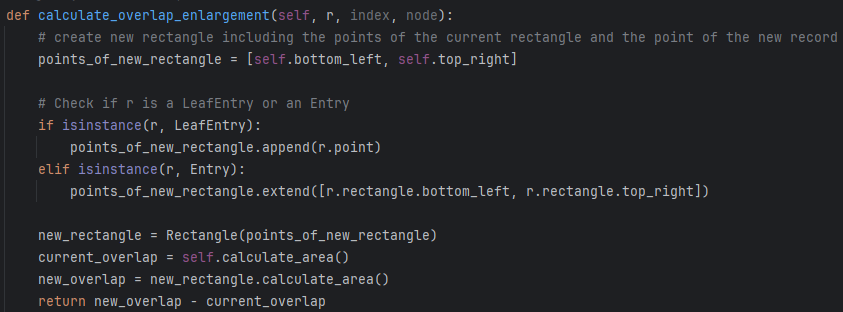 def calculate_overlap_enlargement(self, r, index, node):
    # create new rectangle including the points of the current rectangle and the point of the new record
    points_of_new_rectangle = [self.bottom_left, self.top_right]

    # Check if r is a LeafEntry or an Entry
    if isinstance(r, LeafEntry):
        points_of_new_rectangle.append(r.point)
    elif isinstance(r, Entry):
        points_of_new_rectangle.extend([r.rectangle.bottom_left, r.rectangle.top_right])

    new_rectangle = Rectangle(points_of_new_rectangle)
    current_overlap = self.calculate_area()
    new_overlap = new_rectangle.calculate_area()
    return new_overlap - current_overlap